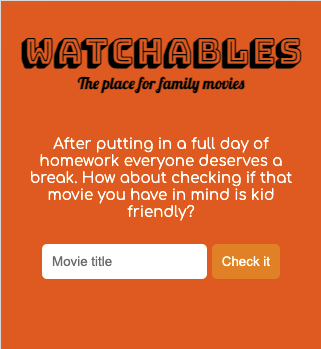 WATCHABLES
The place for family movies
After putting in a full day of
homework everyone deserves a
break. How about checking if that
movie you have in mind is kid
friendly?
Movie title
Check it